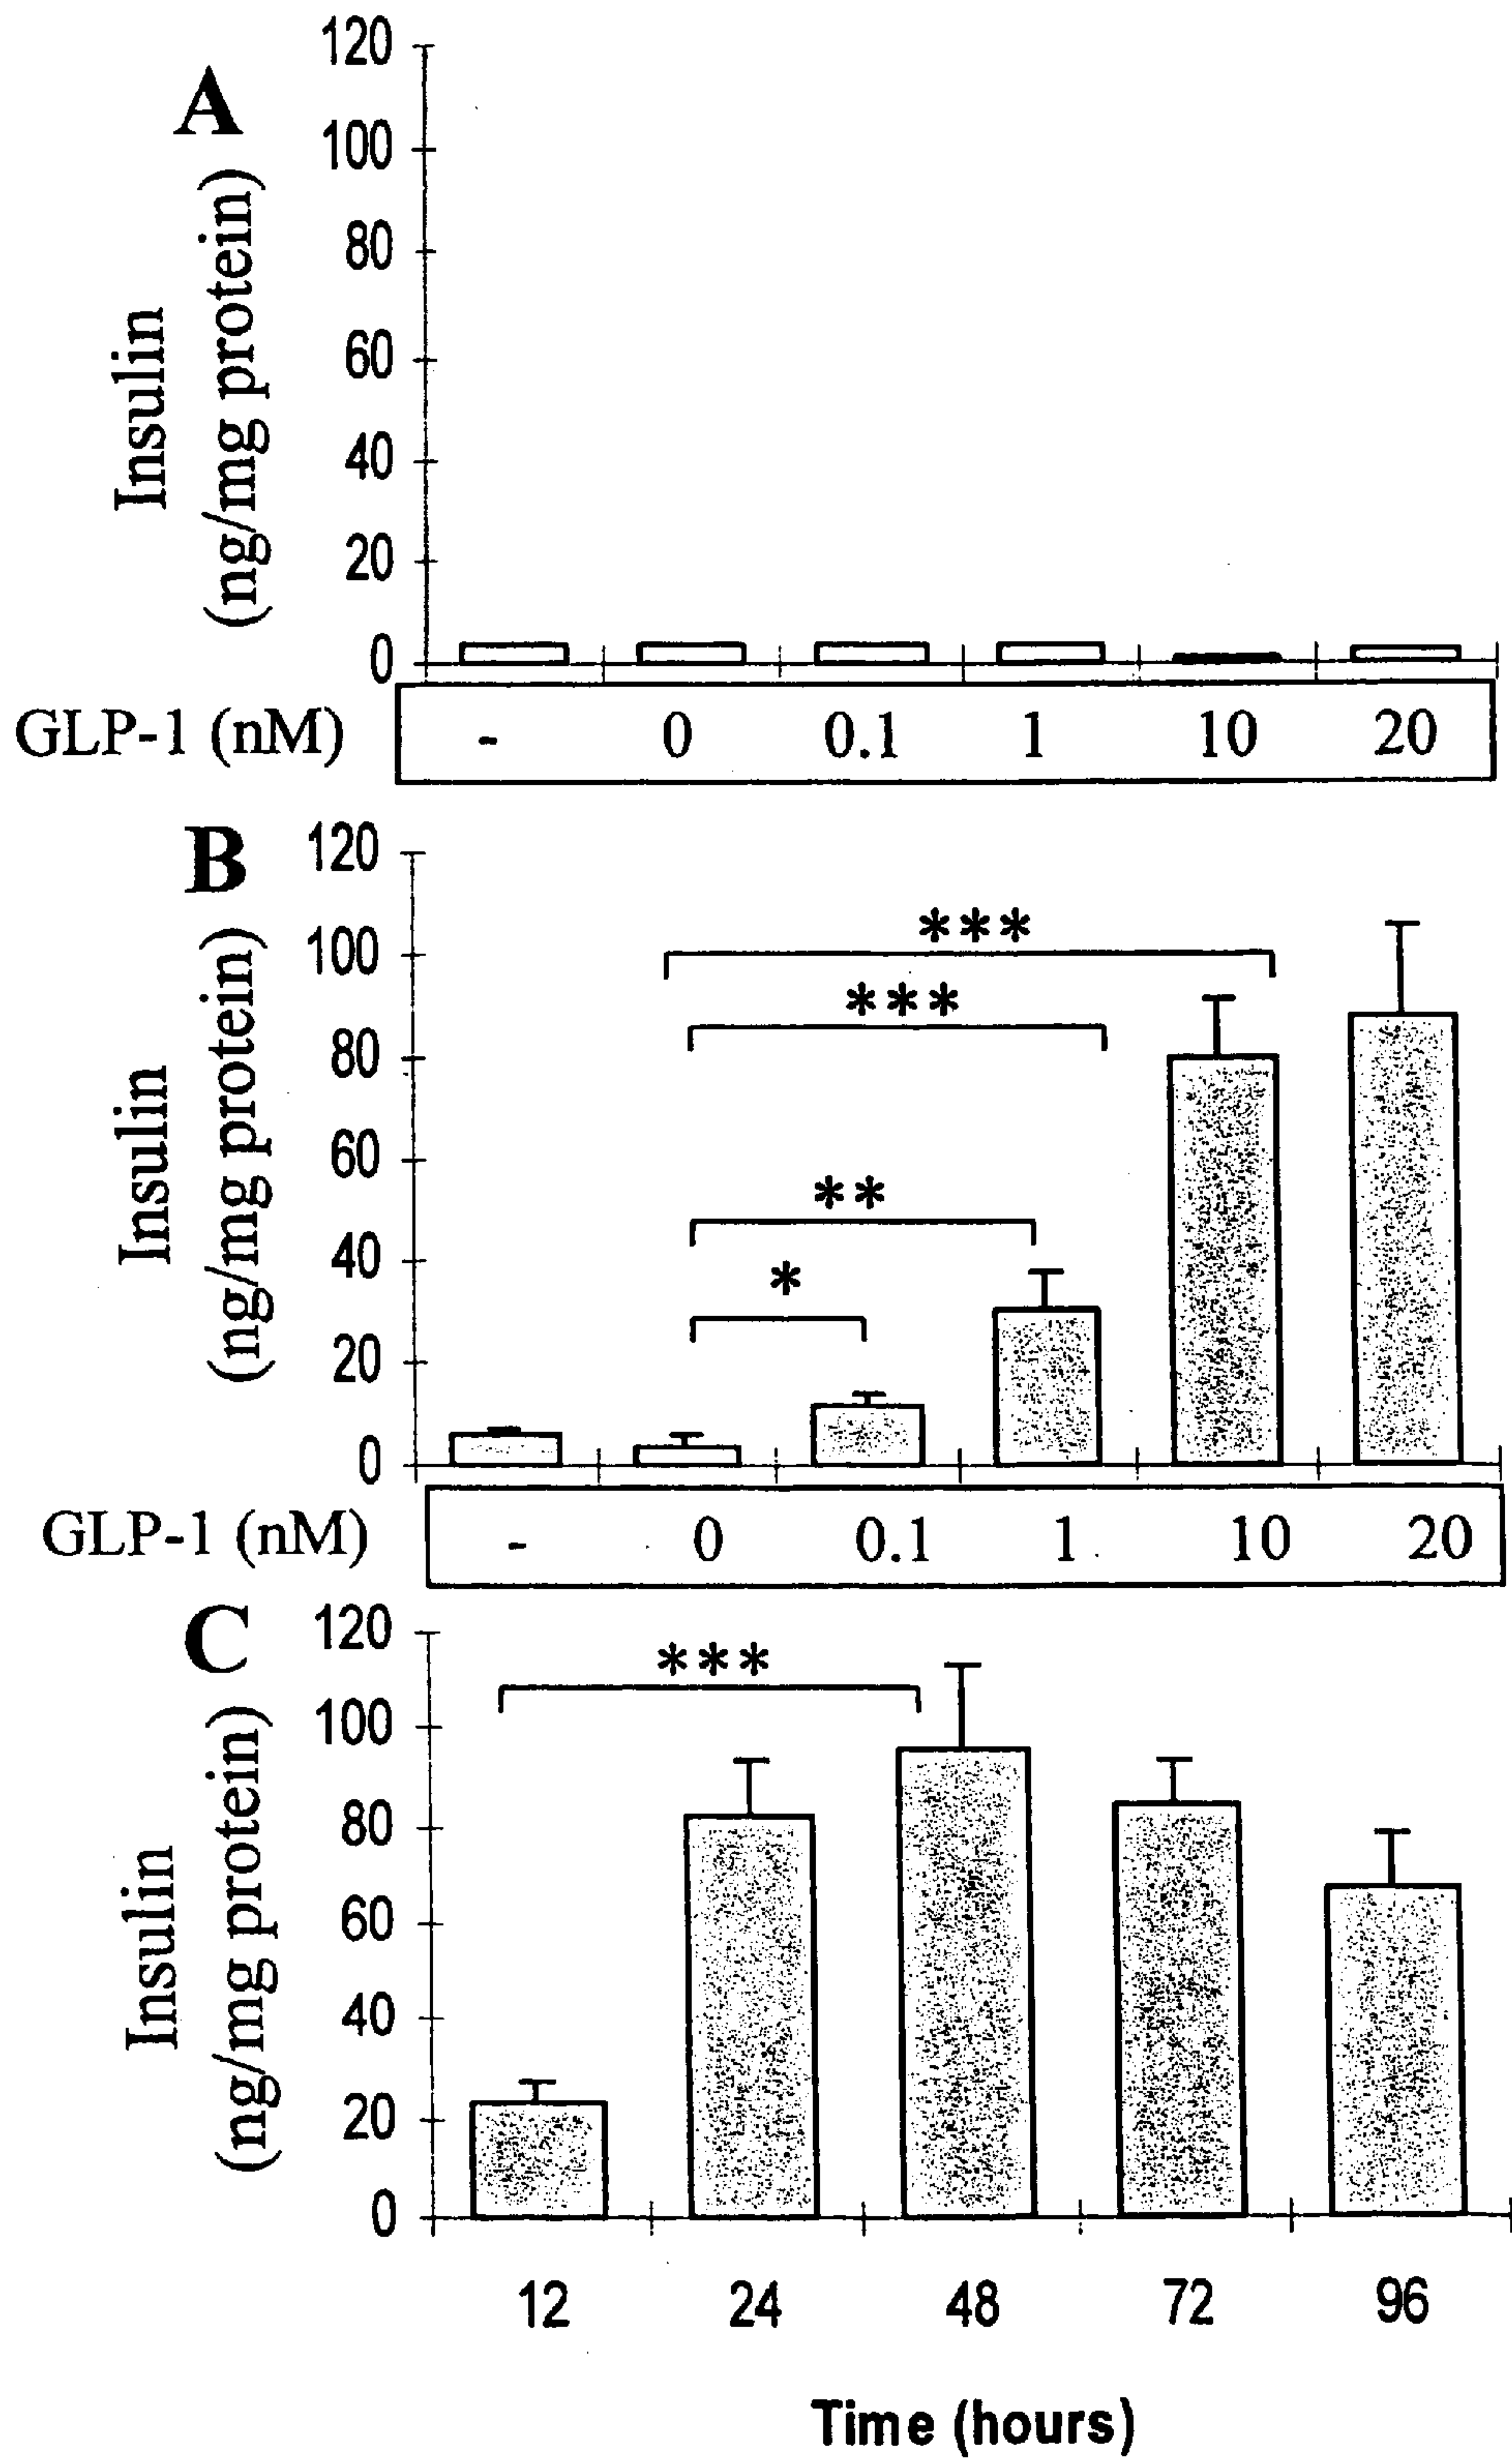 A
Insulin
(ng/mg protein)
120
100
80
60
40
20
0
GLP-1 (nM) - 0 0.1 1 10 20
B
Insulin
(ng/mg protein)
120
100
80
60
40
20
0
***
***
**
*
GLP-1 (nM) - 0 0.1 1 10 20
C
Insulin
(ng/mg protein)
120
100
80
60
40
20
0
***
12 24 48 72 96
Time (hours)